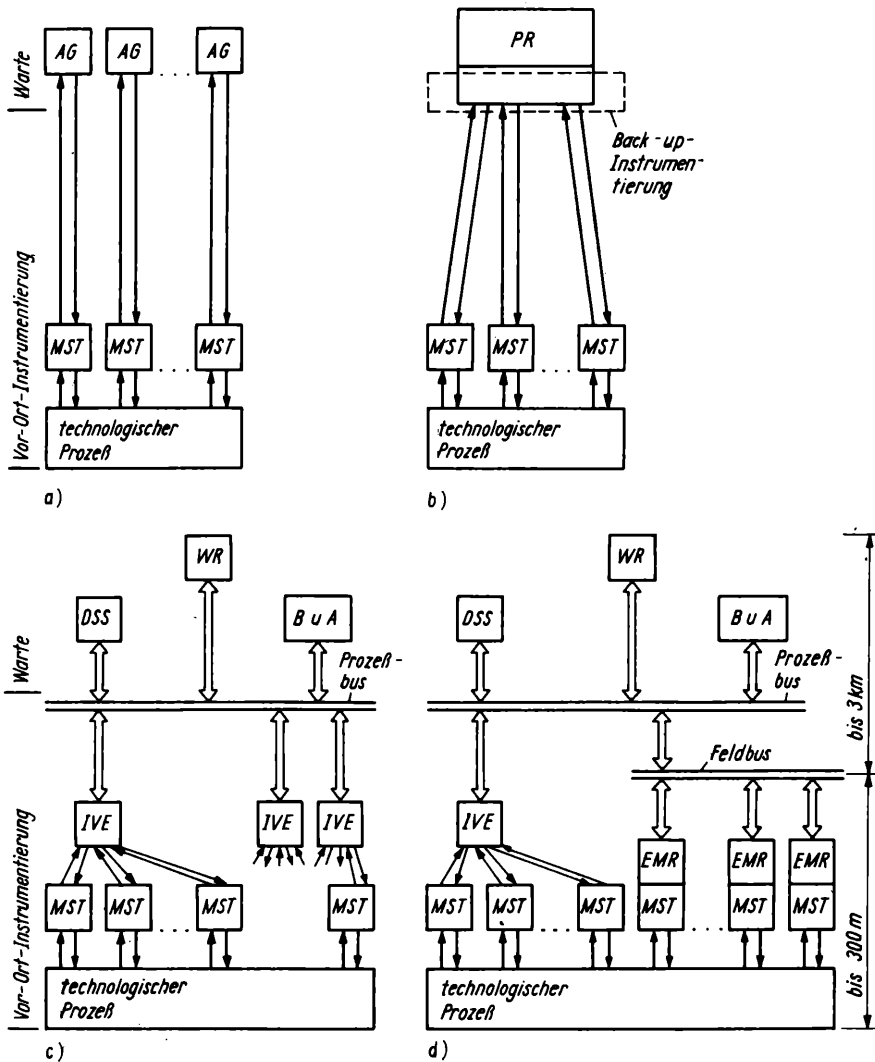 AG AG AG
Warte
Vor-Ort-Instrumentierung
MST MST MST
technologischer
Prozeß
a)
PR
Back-up-
Instrumen-
tierung
MST MST MST
technologischer
Prozeß
b)
WR
DSS
B u A
Warte
Prozeß-
bus
Vor-Ort-Instrumentierung
IVE IVE IVE
MST MST MST MST
technologischer
Prozeß
c)
WR
DSS
B u A
Prozeß-
bus
bis 3 km
Feldbus
IVE
EMR EMR EMR
MST MST MST MST MST MST
bis 300 m
technologischer
Prozeß
d)